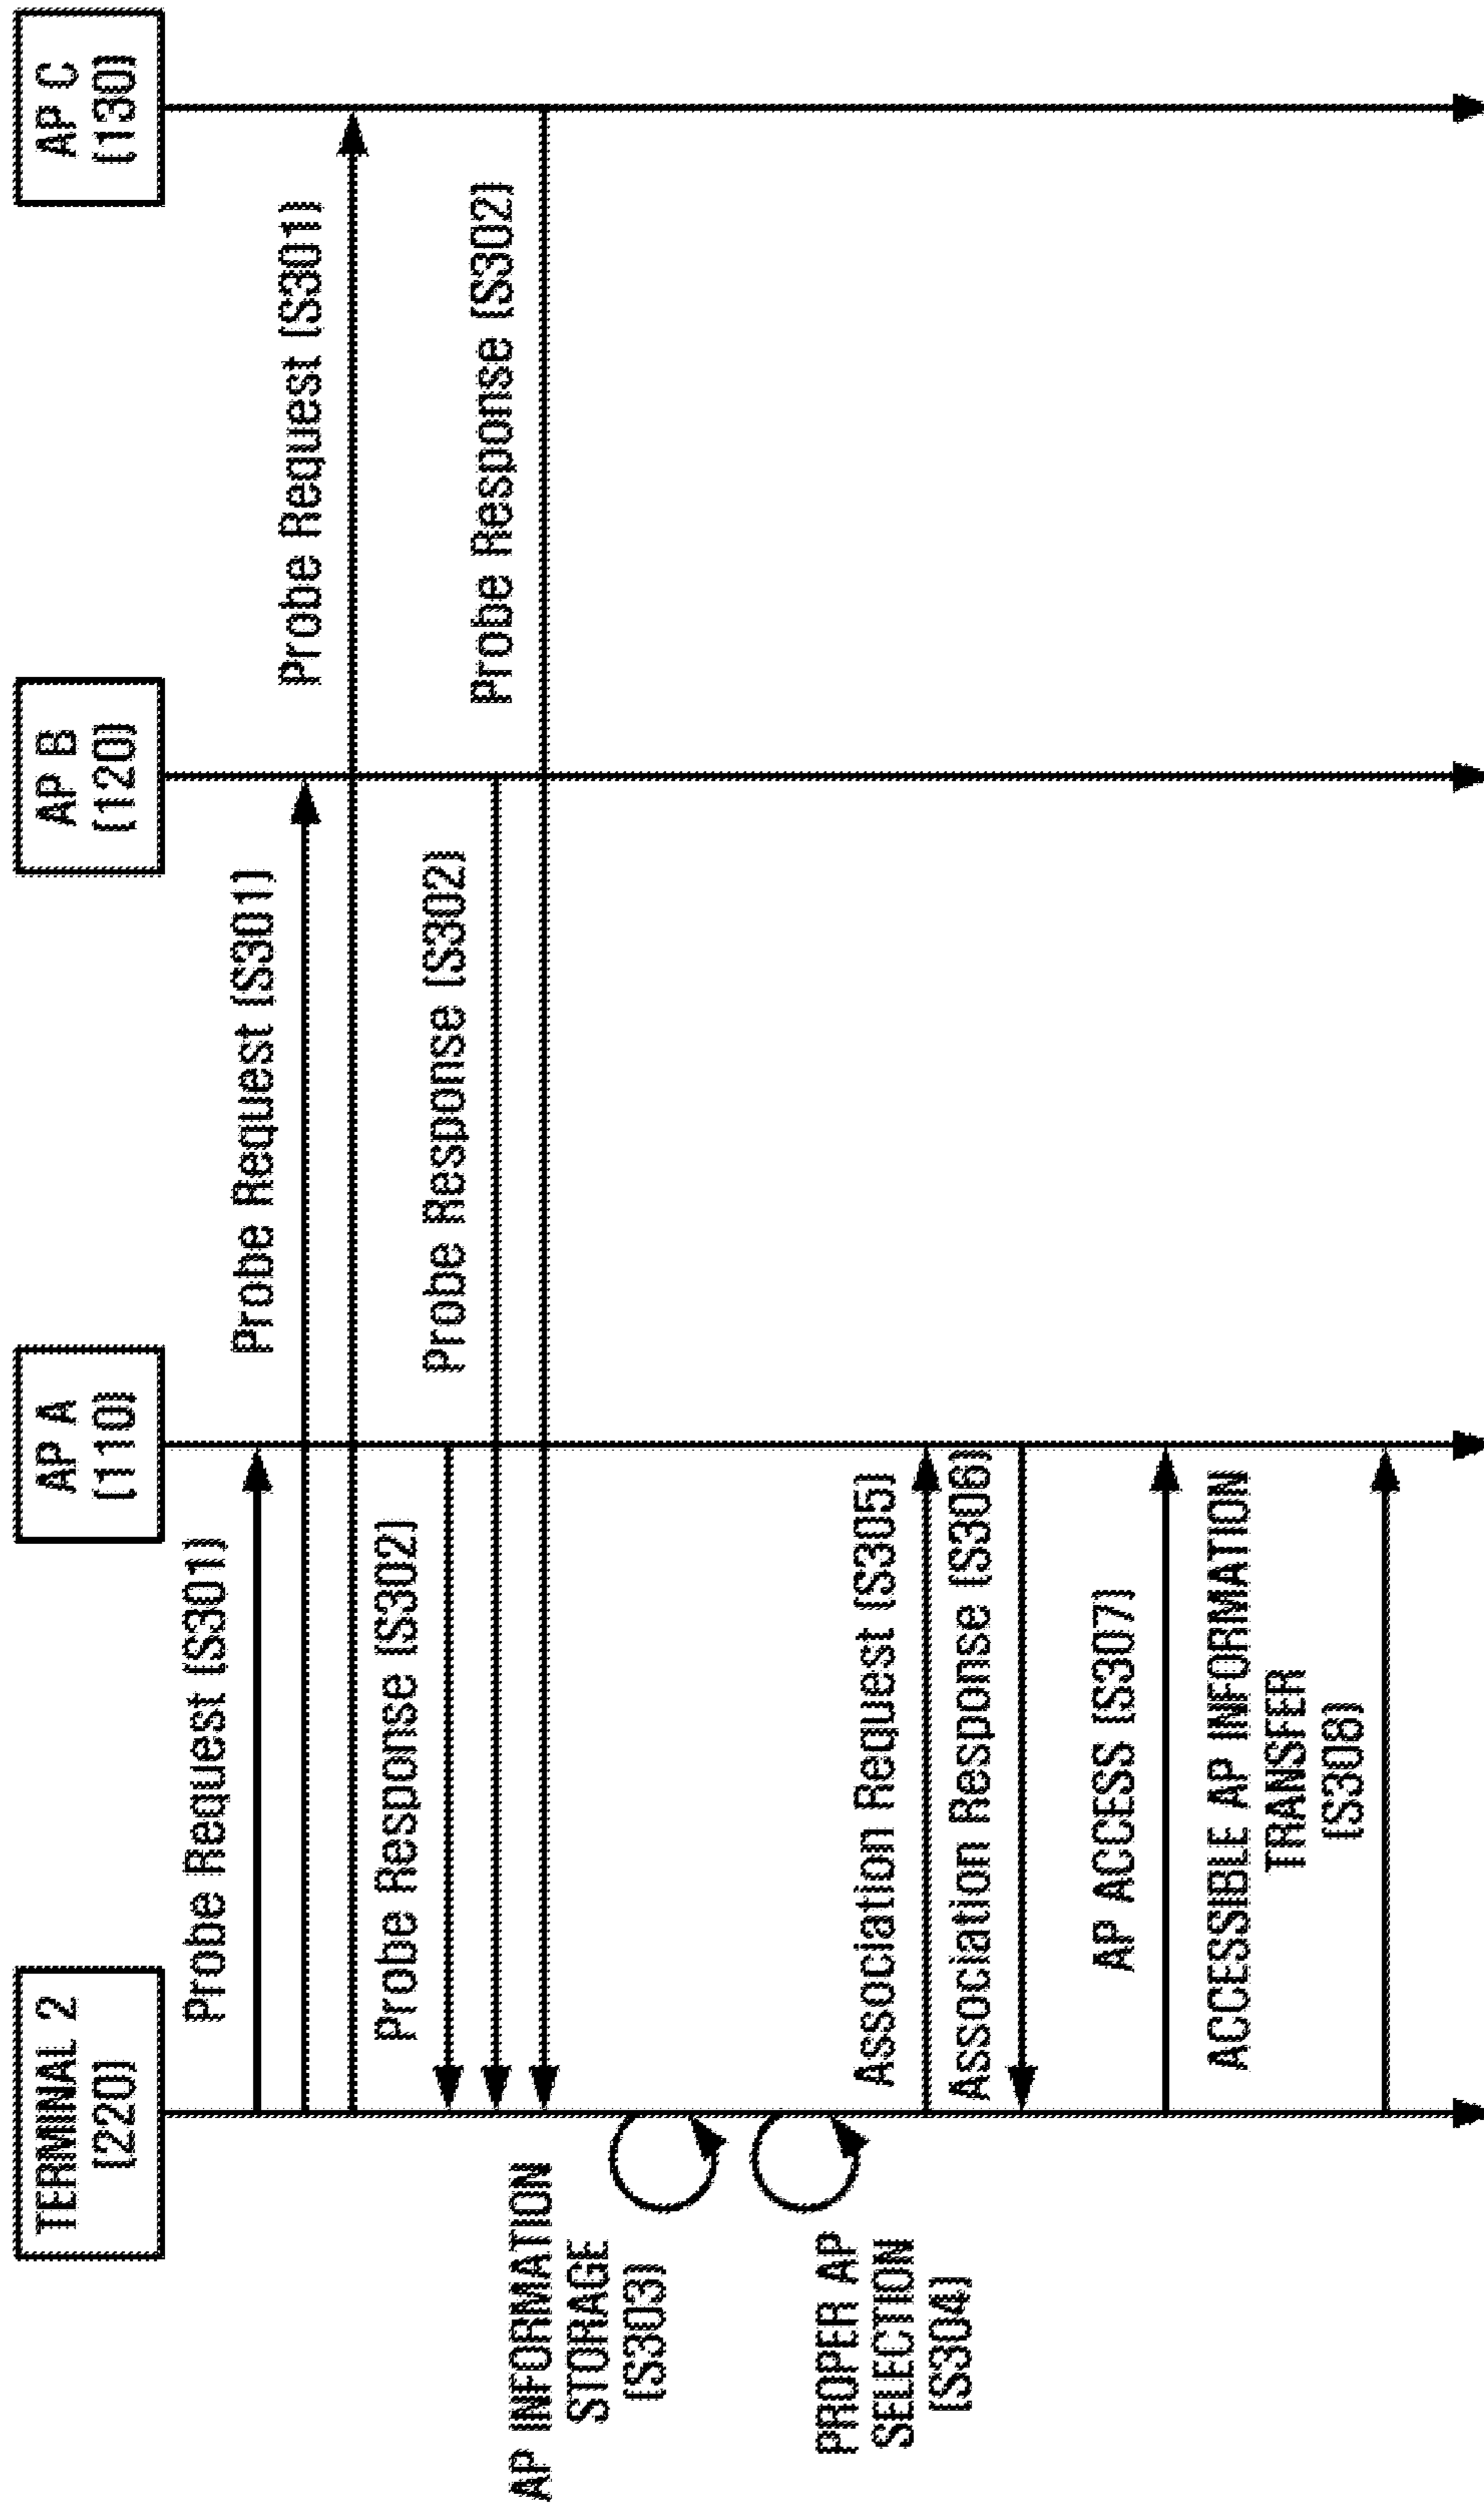 TERMINAL 2
(220)
AP A
(110)
AP B
(120)
AP C
(130)
Probe Request (S301)
Probe Request (S301)
Probe Request (S301)
Probe Response (S302)
Probe Response (S302)
Probe Response (S302)
AP INFORMATION
STORAGE
(S303)
PROPER AP
SELECTION
(S304)
Association Request (S305)
Association Response (S306)
AP ACCESS (S307)
ACCESSIBLE AP INFORMATION
TRANSFER
(S308)